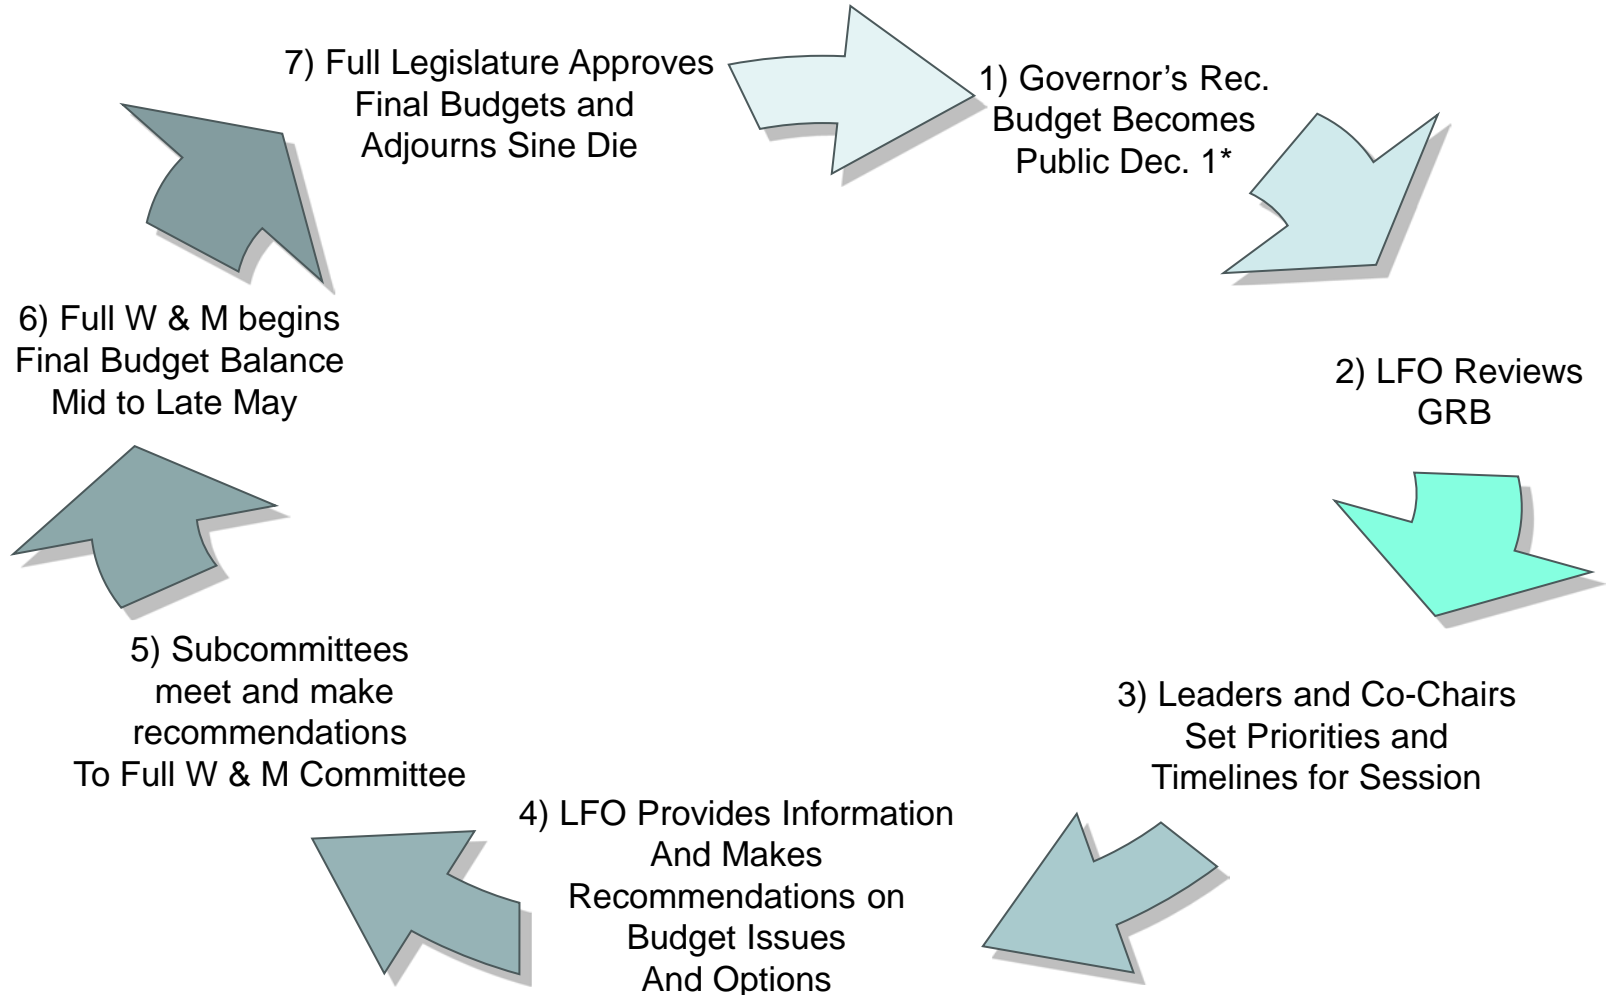 1) Governor’s Rec.
Budget Becomes
Public Dec. 1*
2) LFO Reviews
GRB
3) Leaders and Co-Chairs
Set Priorities and
Timelines for Session
4) LFO Provides Information
And Makes
Recommendations on
Budget Issues
And Options
5) Subcommittees
meet and make
recommendations
To Full W & M Committee
6) Full W & M begins
Final Budget Balance
Mid to Late May
7) Full Legislature Approves
Final Budgets and
Adjourns Sine Die